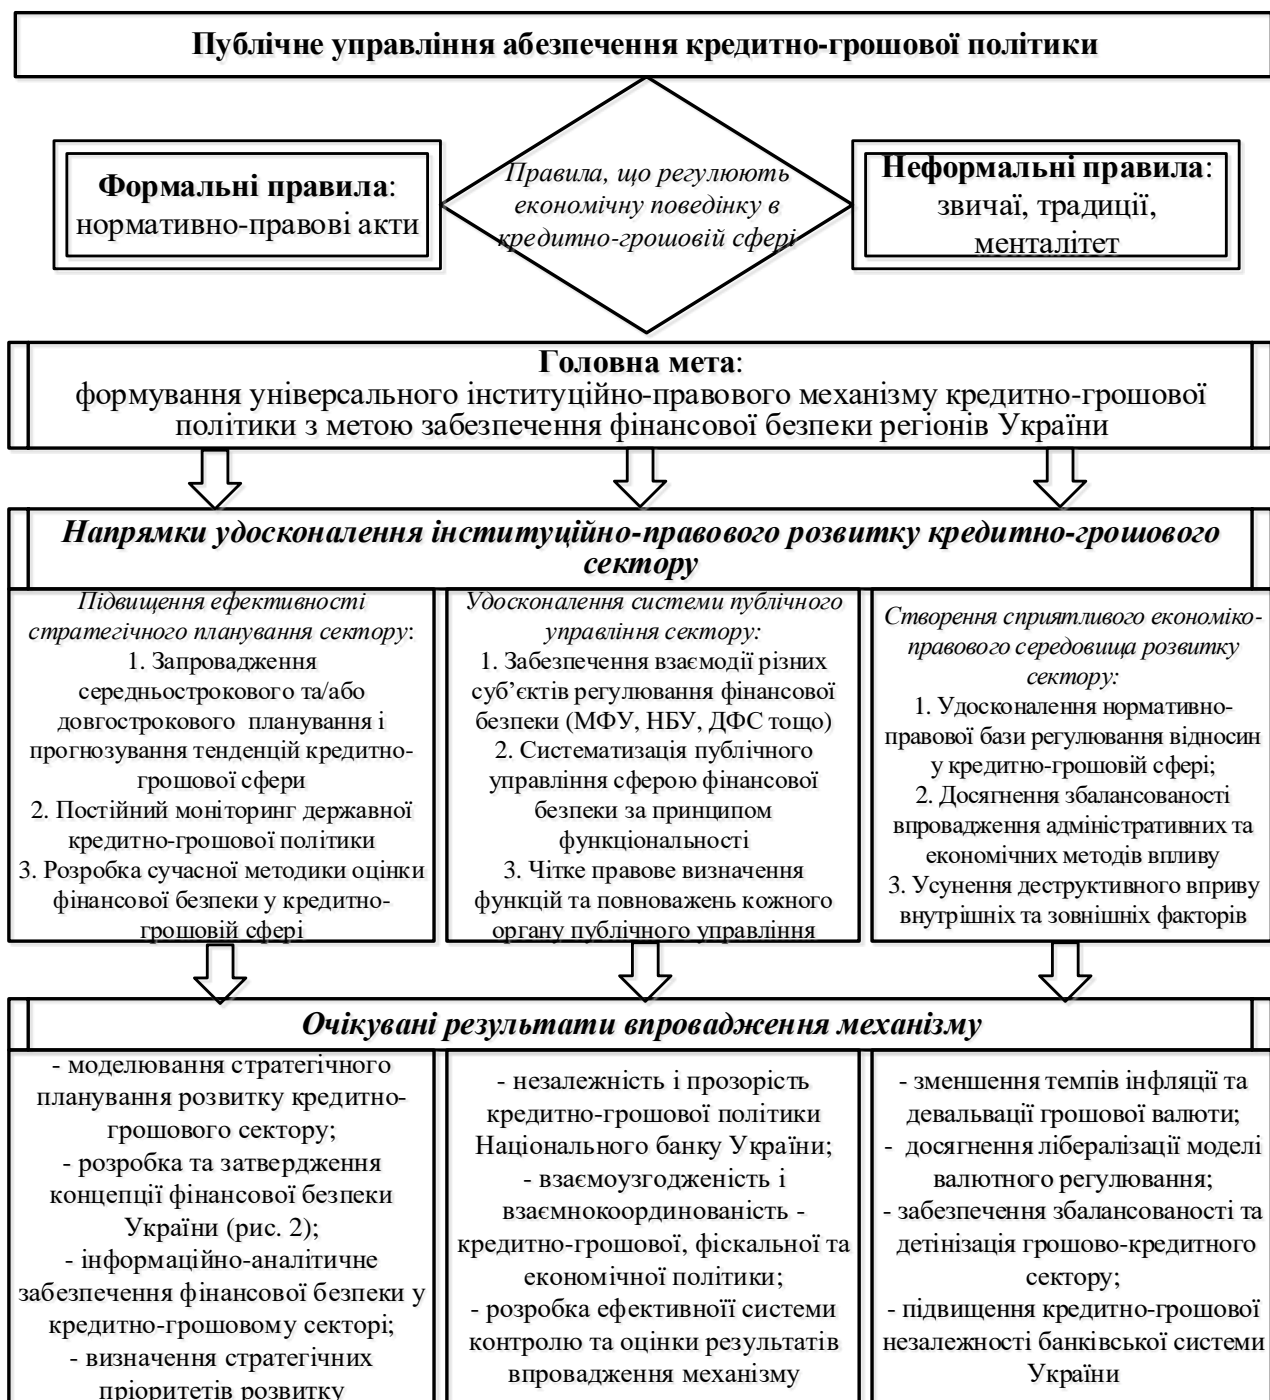 Публічне управління абезпечення кредитно-грошової політики
Формальні правила:
нормативно-правові акти
Правила, що регулюють
економічну поведінку в
кредитно-грошовій сфері
Неформальні правила:
звичаї, традиції,
менталітет
Головна мета:
формування універсального інституційно-правового механізму кредитно-грошової
політики з метою забезпечення фінансової безпеки регіонів України
Напрямки удосконалення інституційно-правового розвитку кредитно-грошового
сектору
Підвищення ефективності
стратегічного планування сектору:
1. Запровадження
середньострокового та/або
довгострокового планування і
прогнозування тенденцій кредитно-
грошової сфери
2. Постійний моніторинг державної
кредитно-грошової політики
3. Розробка сучасної методики оцінки
фінансової безпеки у кредитно-
грошовій сфері
Удосконалення системи публічного
управління сектору:
1. Забезпечення взаємодії різних
суб’єктів регулювання фінансової
безпеки (МФУ, НБУ, ДФС тощо)
2. Систематизація публічного
управління сферою фінансової
безпеки за принципом
функціональності
3. Чітке правове визначення
функцій та повноважень кожного
органу публічного управління
Створення сприятливого економіко-
правового середовища розвитку
сектору:
1. Удосконалення нормативно-
правової бази регулювання відносин
у кредитно-грошовій сфері;
2. Досягнення збалансованості
впровадження адміністративних та
економічних методів впливу
3. Усунення деструктивного вприву
внутрішніх та зовнішніх факторів
Очікувані результати впровадження механізму
- моделювання стратегічного
планування розвитку кредитно-
грошового сектору;
- розробка та затвердження
концепції фінансової безпеки
України (рис. 2);
- інформаційно-аналітичне
забезпечення фінансової безпеки у
кредитно-грошовому секторі;
- визначення стратегічних
пріоритетів розвитку
- незалежність і прозорість
кредитно-грошової політики
Національного банку України;
- взаємоузгодженість і
взаємнокоординованість -
кредитно-грошової, фіскальної та
економічної політики;
- розробка ефективноїї системи
контролю та оцінки результатів
впровадження механізму
- зменшення темпів інфляції та
девальвації грошової валюти;
- досягнення лібералізації моделі
валютного регулювання;
- забезпечення збалансованості та
детінізація грошово-кредитного
сектору;
- підвищення кредитно-грошової
незалежності банківської системи
України